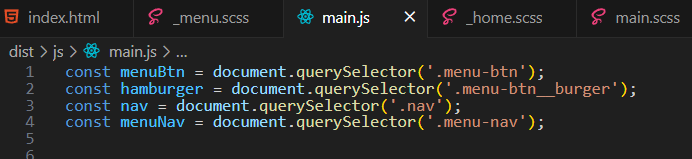 index.html _menu.scss main.js _home.scss main.scss
dist > js > main.js > ...
1 const menuBtn = document.querySelector('.menu-btn');
2 const hamburger = document.querySelector('.menu-btn__burger');
3 const nav = document.querySelector('.nav');
4 const menuNav = document.querySelector('.menu-nav');
5
6